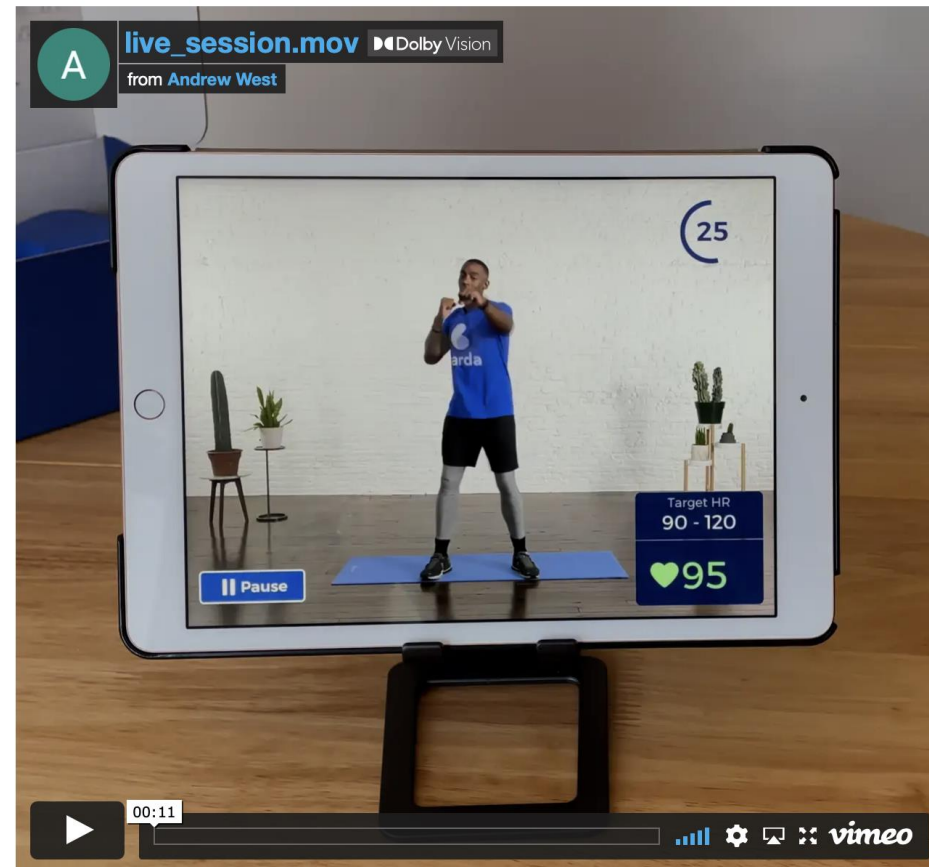 A
live_session.mov Dolby Vision
from Andrew West
25
arda
Target HR
90 - 120
95
Pause
00:11
vimeo